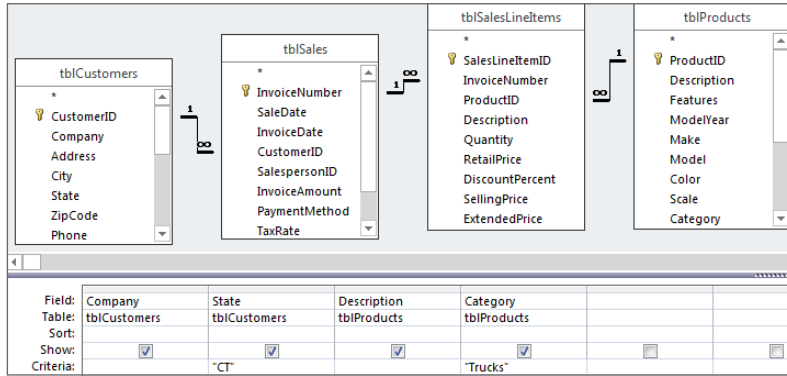 tblCustomers
*
CustomerID
Company
Address
City
State
ZipCode
Phone
1
∞
tblSales
*
InvoiceNumber
SaleDate
InvoiceDate
CustomerID
SalespersonID
InvoiceAmount
PaymentMethod
TaxRate
1
∞
tblSalesLineItems
*
SalesLineItemID
InvoiceNumber
ProductID
Description
Quantity
RetailPrice
DiscountPercent
SellingPrice
ExtendedPrice
1
∞
tblProducts
*
ProductID
Description
Features
ModelYear
Make
Model
Color
Scale
Category
Field: Company State Description Category
Table: tblCustomers tblCustomers tblProducts tblProducts
Sort:
Show:
Criteria: "CT" "Trucks"